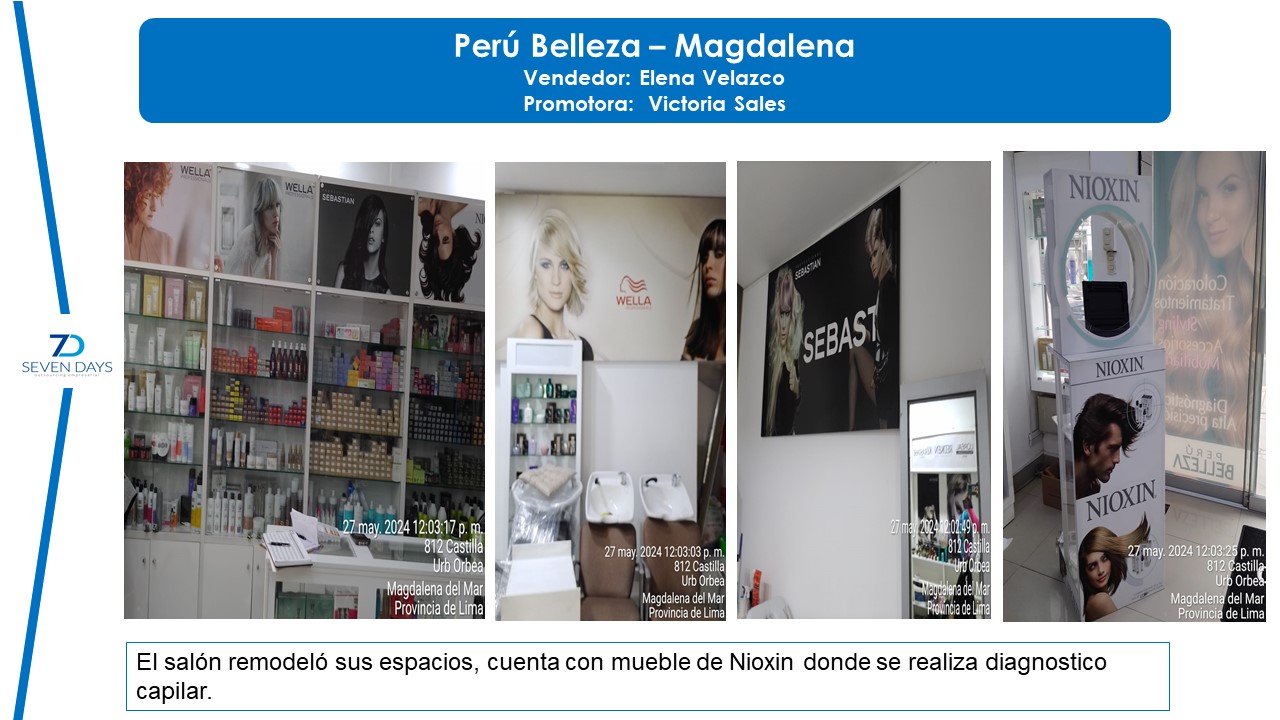 Perú Belleza – Magdalena
Vendedor: Elena Velazco
Promotora: Victoria Sales
7D
SEVEN DAYS
WELLA
WELLA
SEBASTIAN
27 may. 2024 12:03:17 p. m.
812 Castilla
Urb Orbea
Magdalena del Mar
Provincia de Lima
WELLA
27 may. 2024 12:03:03 p. m.
812 Castilla
Urb Orbea
Magdalena del Mar
Provincia de Lima
SEBASTIAN
SEBAST
27 may. 2024 12:02:49 p. m.
812 Castilla
Urb Orbea
Magdalena del Mar
Provincia de Lima
NIOXIN
NIOXIN
NIOXIN
Coloración
Tratamientos
Styling
Accesorios
Diagnóstico
Alta precisión
PERÚ
BELLEZA
27 may. 2024 12:03:25 p. m.
812 Castilla
Urb Orbea
Magdalena del Mar
Provincia de Lima
El salón remodeló sus espacios, cuenta con mueble de Nioxin donde se realiza diagnostico
capilar.